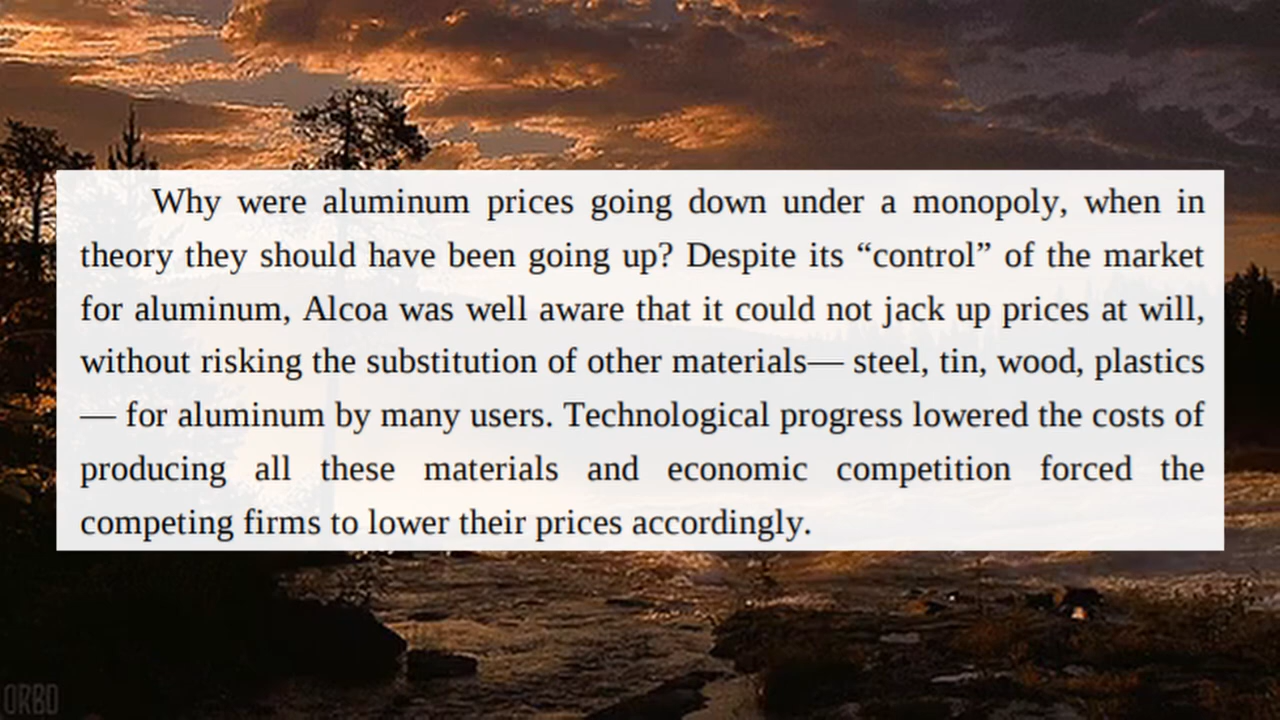 Why were aluminum prices going down under a monopoly, when in
theory they should have been going up? Despite its “control” of the market
for aluminum, Alcoa was well aware that it could not jack up prices at will,
without risking the substitution of other materials— steel, tin, wood, plastics
— for aluminum by many users. Technological progress lowered the costs of
producing all these materials and economic competition forced the
competing firms to lower their prices accordingly.
ORBO